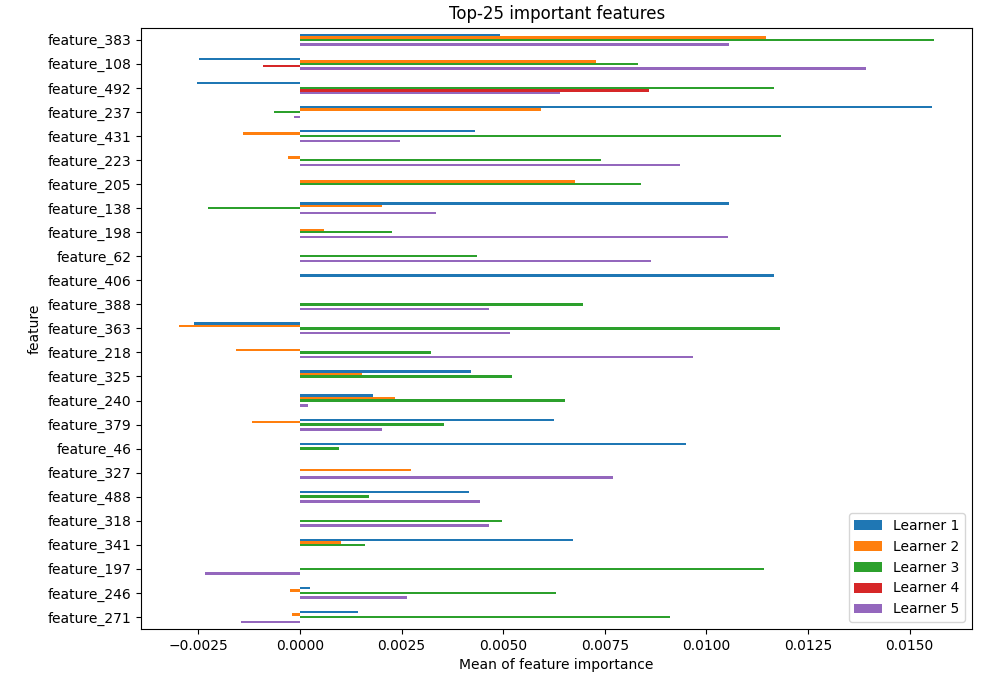 Top-25 important features
feature_383
feature_108
feature_492
feature_237
feature_431
feature_223
feature_205
feature_138
feature_198
feature_62
feature_406
feature_388
feature_363
feature_218
feature_325
feature_240
feature_379
feature_46
feature_327
feature_488
feature_318
feature_341
feature_197
feature_246
feature_271
feature
Learner 1
Learner 2
Learner 3
Learner 4
Learner 5
−0.0025 0.0000 0.0025 0.0050 0.0075 0.0100 0.0125 0.0150
Mean of feature importance